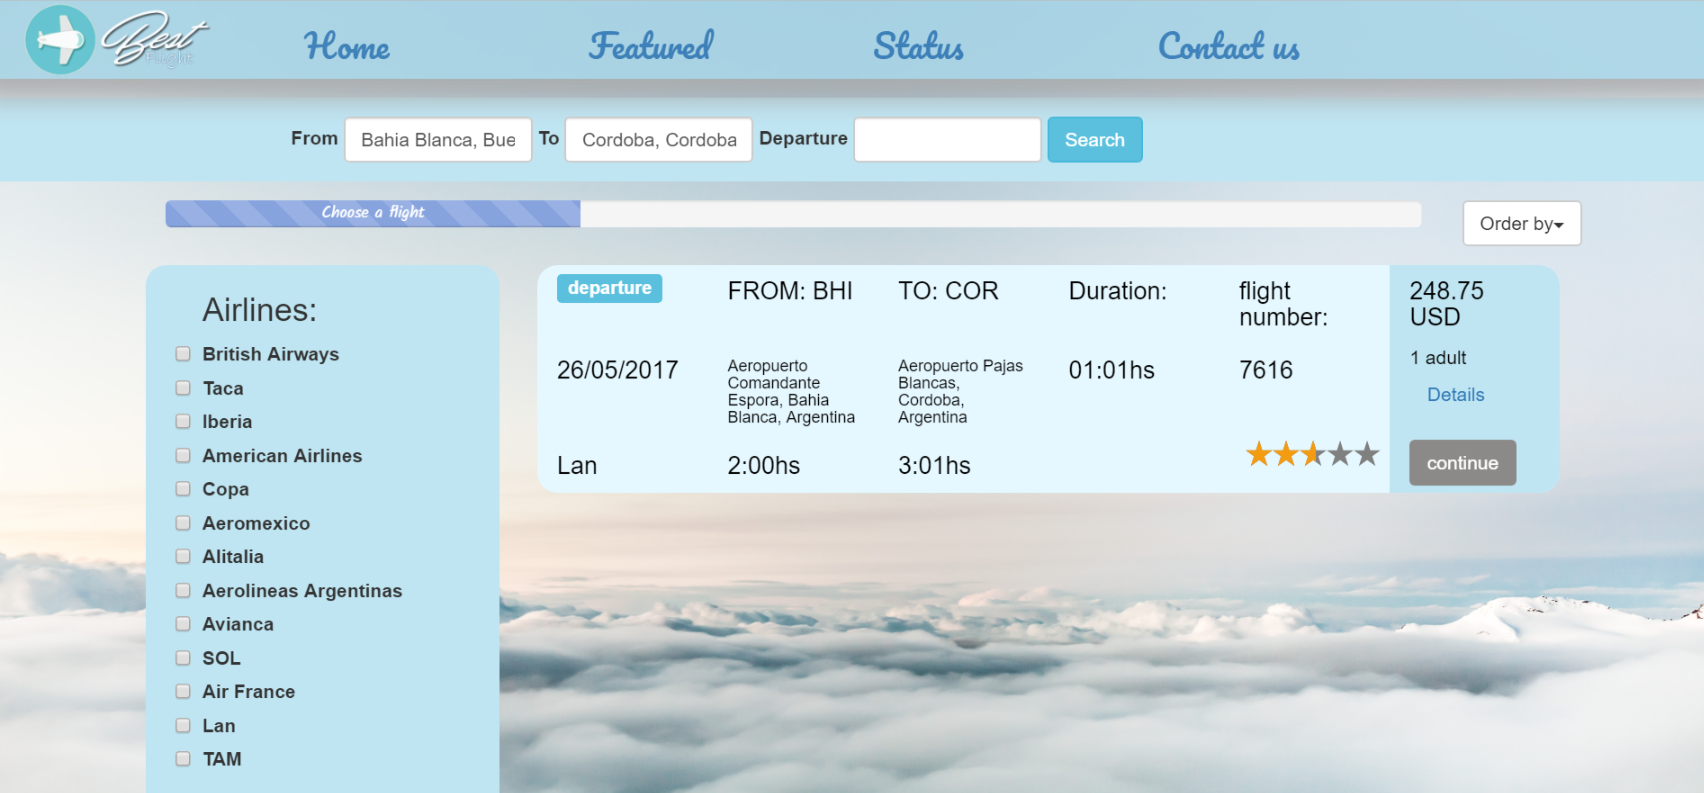 Best
Flight
Home
Featured
Status
Contact us
From
Bahia Blanca, Bue
To
Cordoba, Cordoba
Departure
Search
Choose a flight
Order by
Airlines:
British Airways
Taca
Iberia
American Airlines
Copa
Aeromexico
Alitalia
Aerolineas Argentinas
Avianca
SOL
Air France
Lan
TAM
departure
FROM: BHI
TO: COR
Duration:
flight
number:
248.75
USD
26/05/2017
Aeropuerto
Comandante
Espora, Bahia
Blanca, Argentina
Aeropuerto Pajas
Blancas,
Cordoba,
Argentina
01:01hs
7616
1 adult
Details
Lan
2:00hs
3:01hs
continue